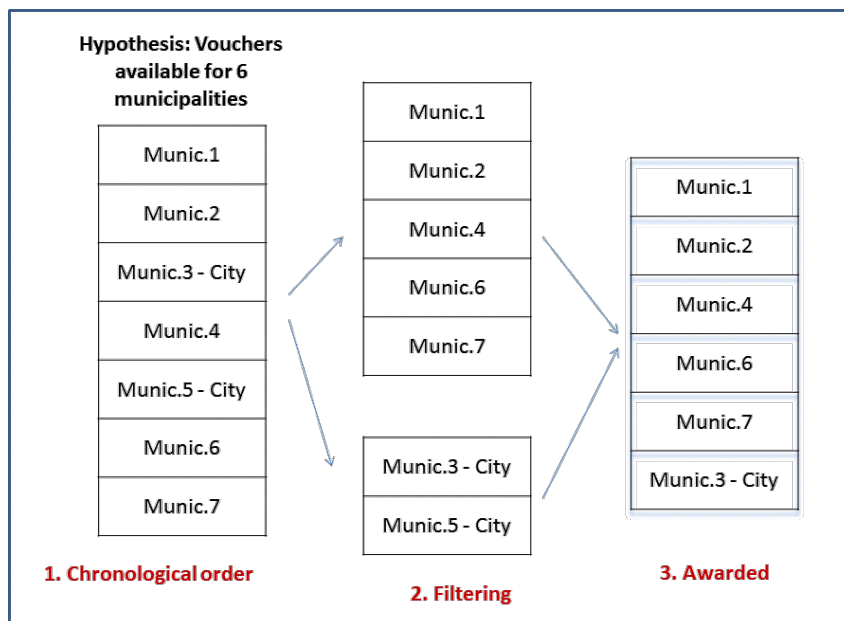 Hypothesis: Vouchers
available for 6
municipalities
Munic.1
Munic.2
Munic.3 - City
Munic.4
Munic.5 - City
Munic.6
Munic.7
1. Chronological order
Munic.1
Munic.2
Munic.4
Munic.6
Munic.7
Munic.3 - City
Munic.5 - City
2. Filtering
Munic.1
Munic.2
Munic.4
Munic.6
Munic.7
Munic.3 - City
3. Awarded